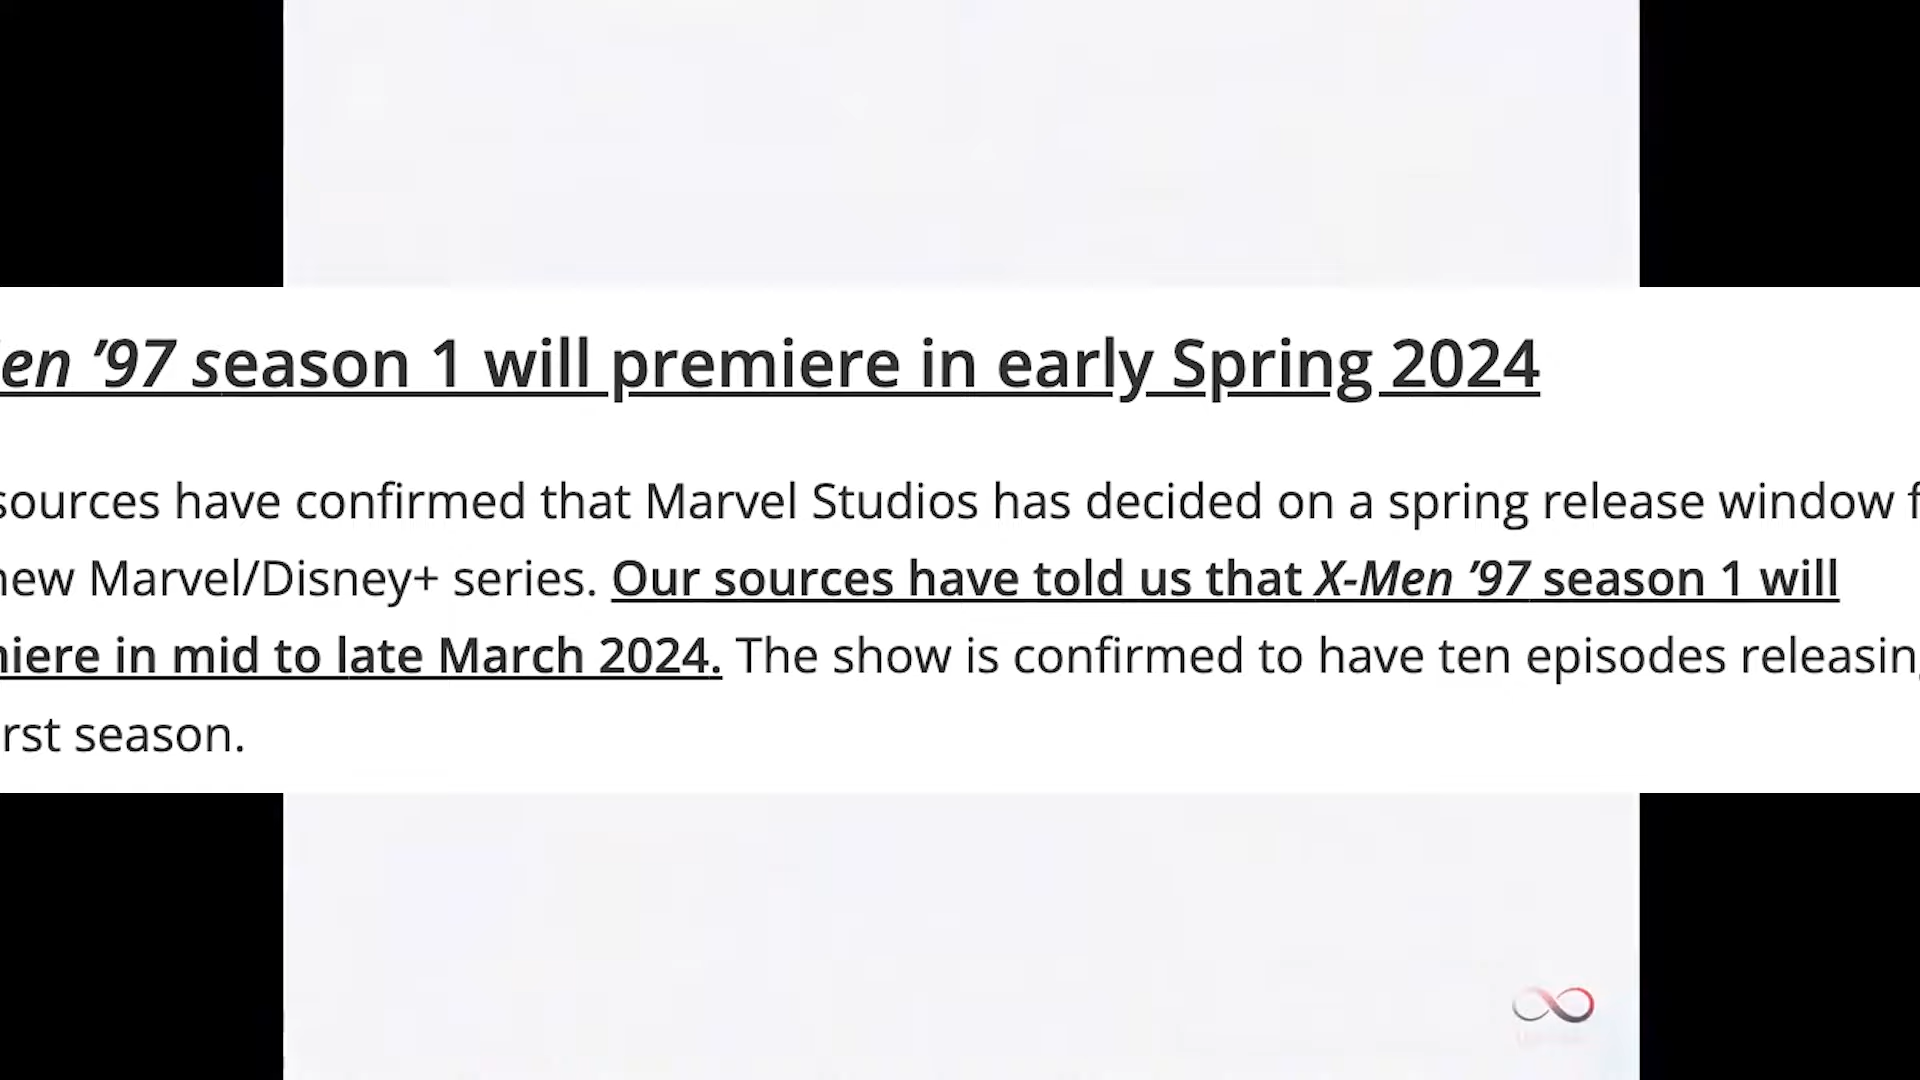 en ’97 season 1 will premiere in early Spring 2024
sources have confirmed that Marvel Studios has decided on a spring release window
new Marvel/Disney+ series. Our sources have told us that X-Men ’97 season 1 will
miere in mid to late March 2024. The show is confirmed to have ten episodes releasing
rst season.